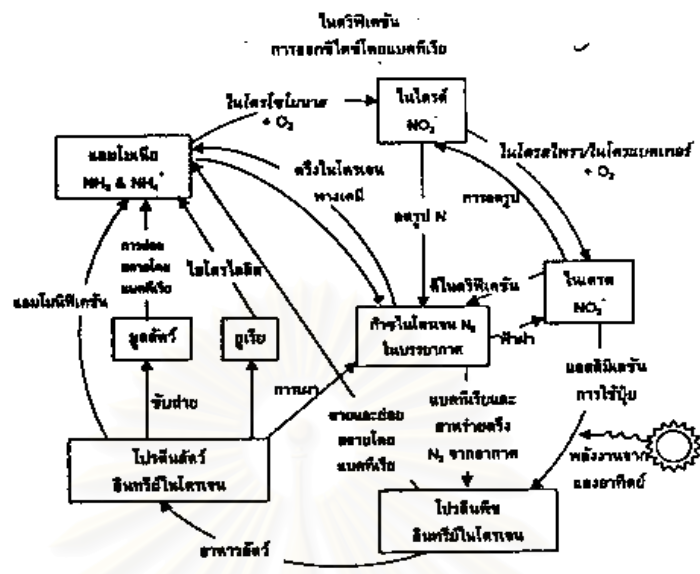 ไนตริฟิเคชัน
การออกซิไดซ์โดยแบคทีเรีย
ไนโตรโซโมนาส
+ O₂
ไนไตรต์
NO₂⁻
แอมโมเนีย
NH₃ & NH₄⁺
ตรึงไนโตรเจน
ทางเคมี
ไนโตรสไพรา/ไนโตรแบคเตอร์
+ O₂
การลดรูป
ลดรูป N
การย่อย
สลายโดย
แบคทีเรีย
ไฮโดรไลซิส
แอมโมนิฟิเคชัน
ดีไนตริฟิเคชัน
ไนเตรต
NO₃⁻
มูลสัตว์
ยูเรีย
ก๊าซไนโตรเจน N₂
ในบรรยากาศ
ฟ้าผ่า
แอสสิมิเลชัน
การใช้ปุ๋ย
การเผา
ขับถ่าย
ตายและย่อย
สลายโดย
แบคทีเรีย
แบคทีเรียและ
สาหร่ายตรึง
N₂ จากอากาศ
พลังงานจาก
แสงอาทิตย์
โปรตีนสัตว์
อินทรีย์ไนโตรเจน
โปรตีนพืช
อินทรีย์ไนโตรเจน
อาหารสัตว์